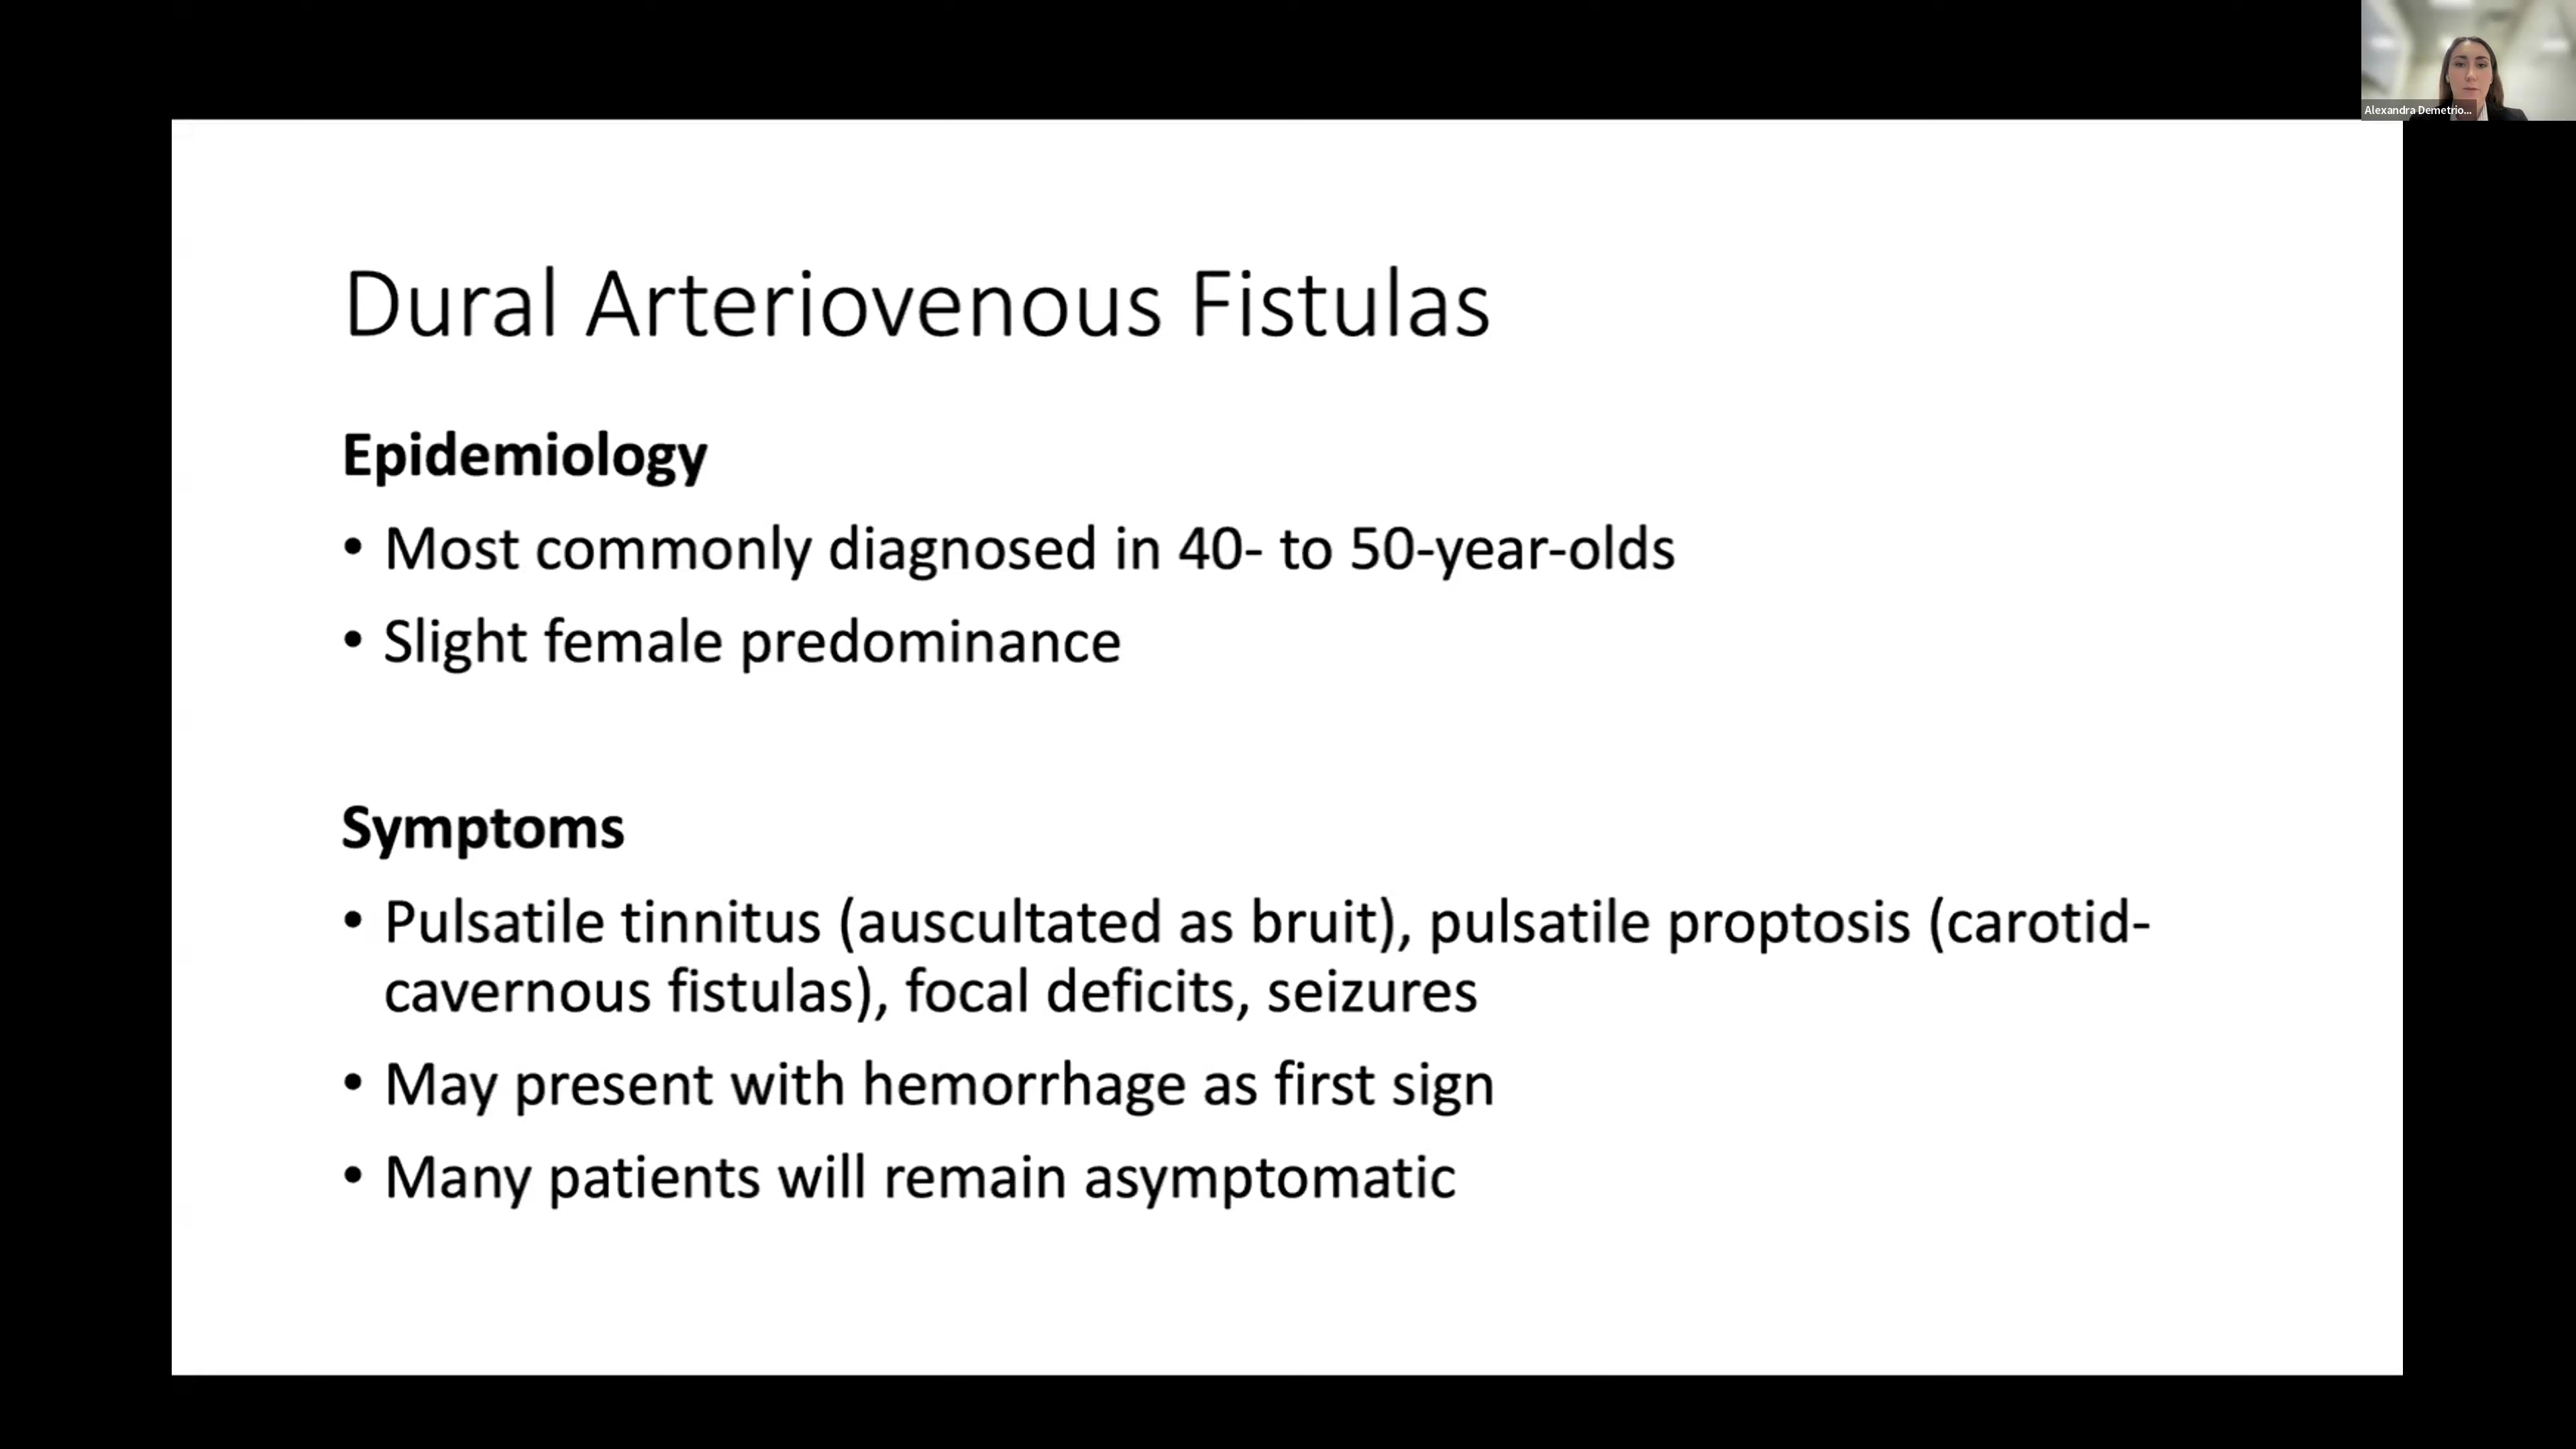 Alexandra Demetrio...
Dural Arteriovenous Fistulas
Epidemiology
• Most commonly diagnosed in 40- to 50-year-olds
• Slight female predominance
Symptoms
• Pulsatile tinnitus (auscultated as bruit), pulsatile proptosis (carotid-
cavernous fistulas), focal deficits, seizures
• May present with hemorrhage as first sign
• Many patients will remain asymptomatic